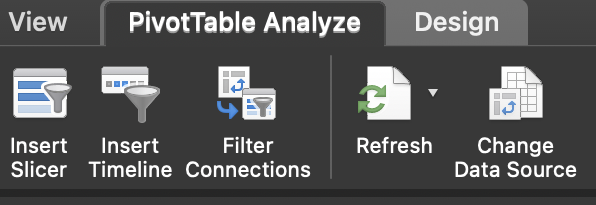 View
PivotTable Analyze
Design
Insert
Slicer
Insert
Timeline
Filter
Connections
Refresh
Change
Data Source